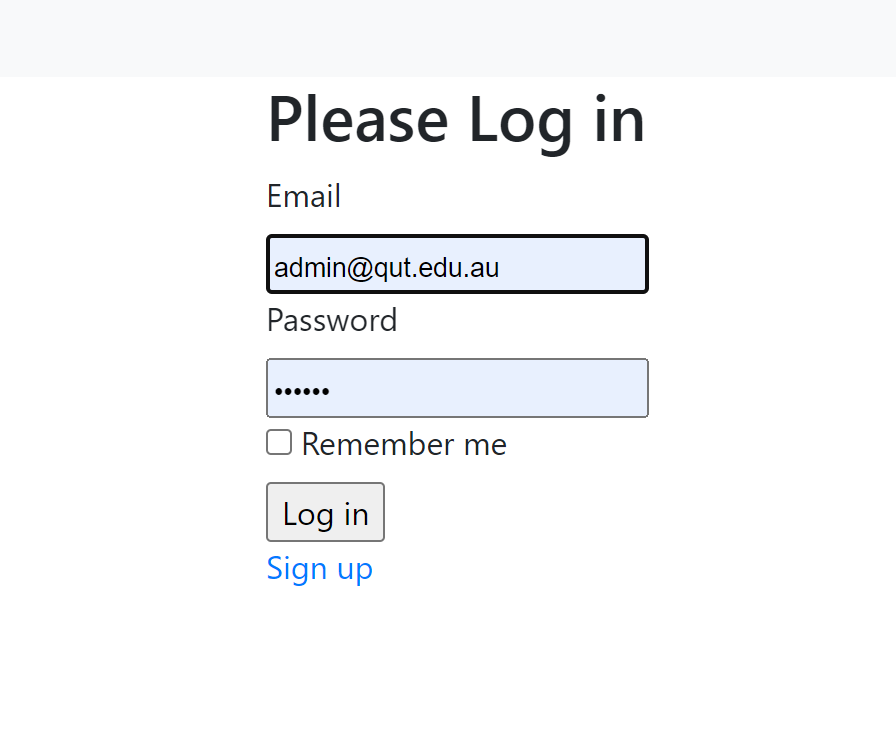 Please Log in
Email
admin@qut.edu.au
Password
••••••
Remember me
Log in
Sign up